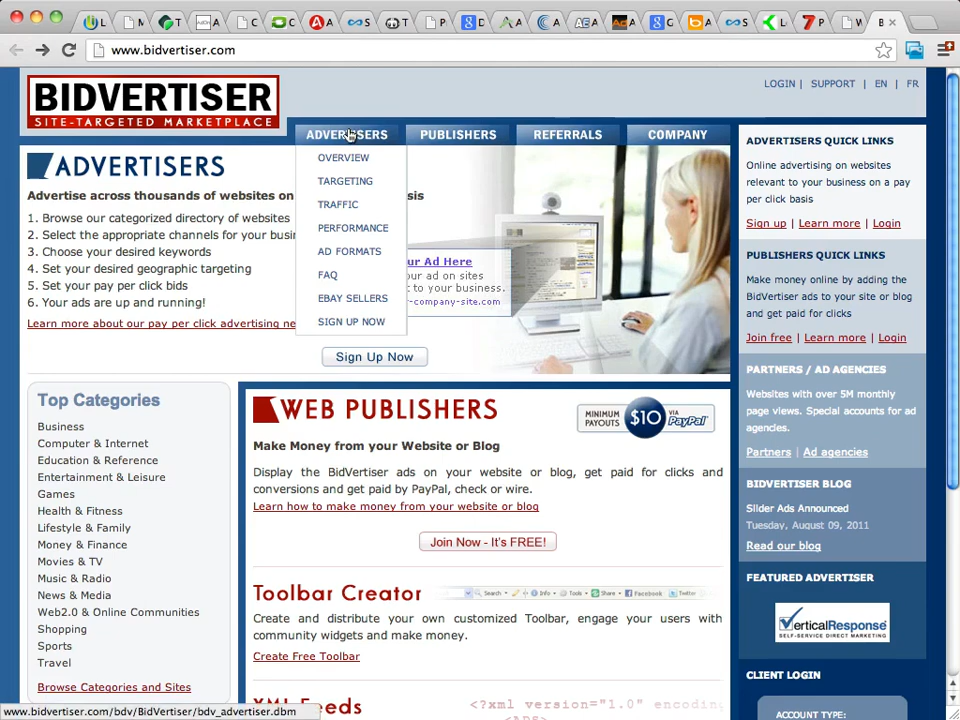 www.bidvertiser.com
BIDVERTISER
SITE-TARGETED MARKETPLACE
LOGIN | SUPPORT | EN | FR
ADVERTISERS
PUBLISHERS
REFERRALS
COMPANY
OVERVIEW
TARGETING
TRAFFIC
PERFORMANCE
AD FORMATS
FAQ
EBAY SELLERS
SIGN UP NOW
ADVERTISERS
Advertise across thousands of websites on
1. Browse our categorized directory of websites
2. Select the appropriate channels for your
3. Choose your desired keywords
4. Set your desired geographic targeting
5. Set your pay per click bids
6. Your ads are up and running!
Learn more about our pay per click advertising
Sign Up Now
Ad Here
ur ad on sites
t to your business.
r-company-site.com
ADVERTISERS QUICK LINKS
Online advertising on websites
relevant to your business on a pay
per click basis
Sign up | Learn more | Login
PUBLISHERS QUICK LINKS
Make money online by adding the
BidVertiser ads to your site or blog
and get paid for clicks
Join free | Learn more | Login
PARTNERS / AD AGENCIES
Websites with over 5M monthly
page views. Special accounts for ad
agencies.
Partners | Ad agencies
BIDVERTISER BLOG
Slider Ads Announced
Tuesday, August 09, 2011
Read our blog
FEATURED ADVERTISER
VerticalResponse
SELF-SERVICE DIRECT MARKETING
CLIENT LOGIN
ACCOUNT TYPE:
Top Categories
Business
Computer & Internet
Education & Reference
Entertainment & Leisure
Games
Health & Fitness
Lifestyle & Family
Money & Finance
Movies & TV
Music & Radio
News & Media
Web2.0 & Online Communities
Shopping
Sports
Travel
Browse Categories and Sites
WEB PUBLISHERS
MINIMUM PAYOUTS $10 VIA PayPal
Make Money from your Website or Blog
Display the BidVertiser ads on your website or blog, get paid for clicks and
conversions and get paid by PayPal, check or wire.
Learn how to make money from your website or blog
Join Now - It's FREE!
Toolbar Creator
Search Info Tools Share Facebook Twitter
Create and distribute your own customized Toolbar, engage your users with
community widgets and make money.
Create Free Toolbar
XML Feeds
<?xml version="1.0" encoding
www.bidvertiser.com/bdv/BidVertiser/bdv_advertiser.dbm